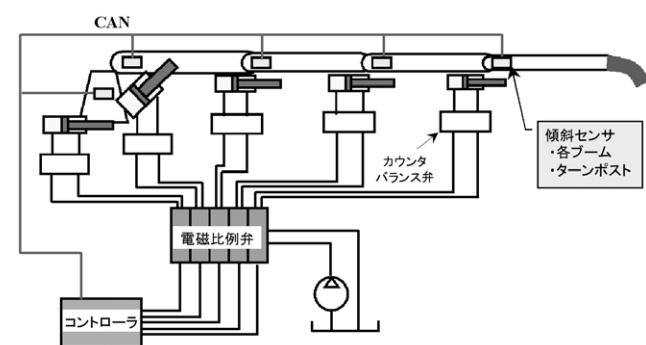 CAN
傾斜センサ
・各ブーム
・ターンポスト
カウンタ
バランス弁
電磁比例弁
コントローラ